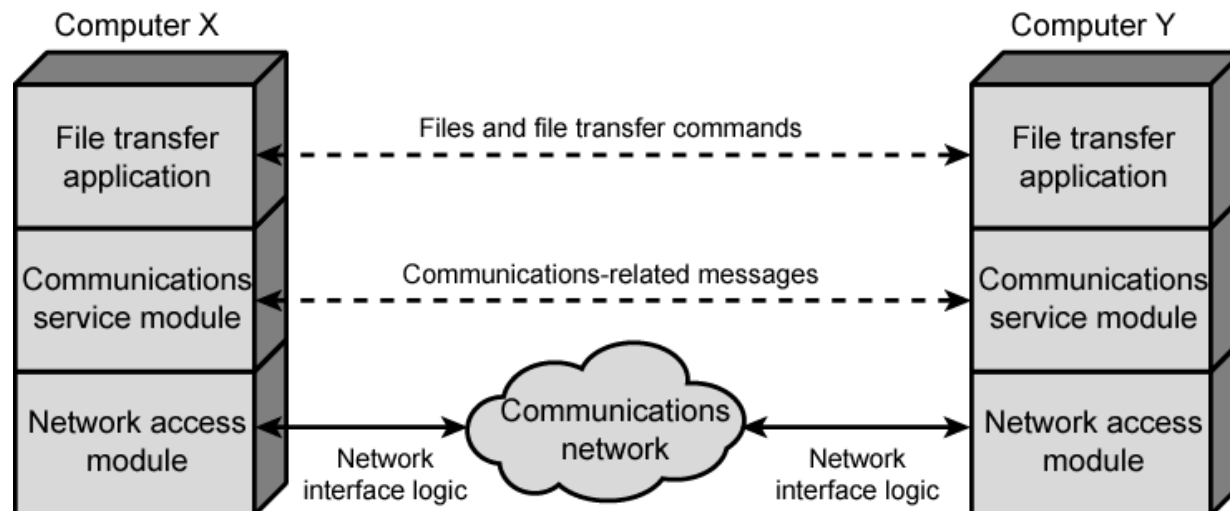 Computer X
Computer Y
File transfer
application
Files and file transfer commands
File transfer
application
Communications
service module
Communications-related messages
Communications
service module
Network access
module
Network
interface logic
Communications
network
Network
interface logic
Network access
module